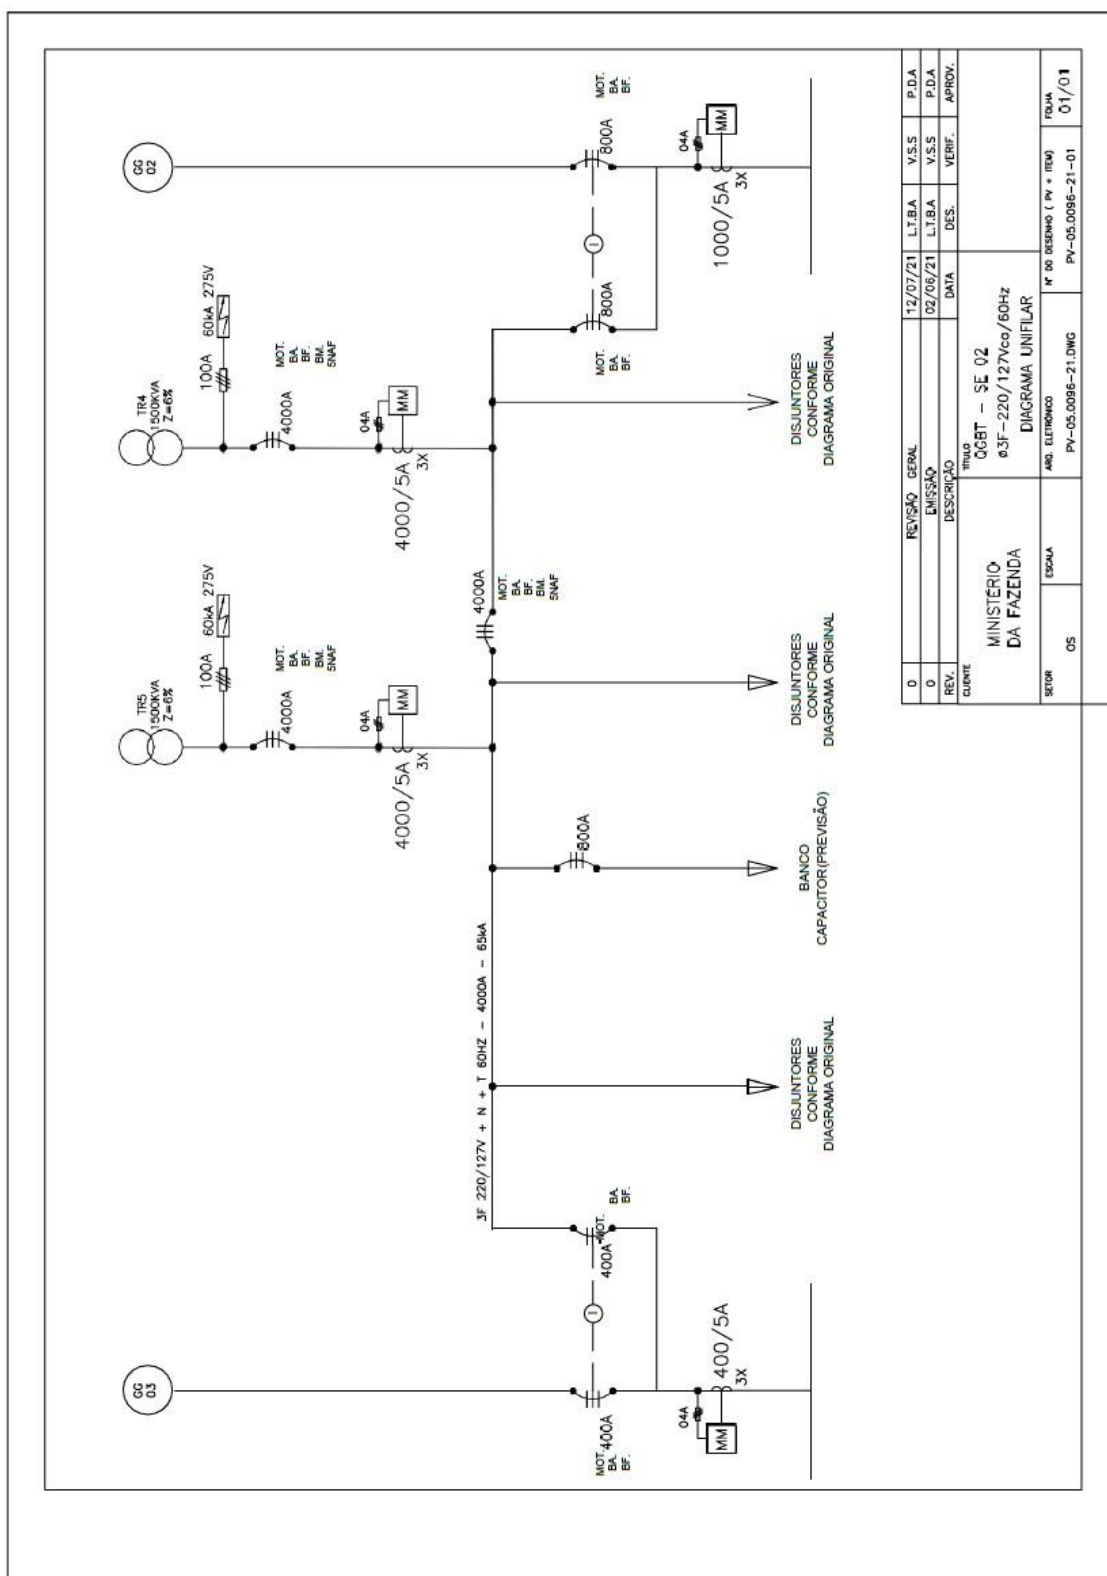 GG
03
MOT.
BA.
BF.
400A
04A
MM
400/5A
3X
I
400A
MOT.
BA.
BF.
3F 220/127V + N + T 60HZ - 4000A - 65kA
DISJUNTORES
CONFORME
DIAGRAMA ORIGINAL
800A
BANCO
CAPACITOR(PREVISÃO)
TR5
1500KVA
Z=6%
100A
60kA 275V
4000A
MOT.
BA.
BF.
BM.
5NAF
04A
MM
4000/5A
3X
DISJUNTORES
CONFORME
DIAGRAMA ORIGINAL
4000A
MOT.
BA.
BF.
BM.
5NAF
TR4
1500KVA
Z=6%
100A
60kA 275V
4000A
MOT.
BA.
BF.
BM.
5NAF
04A
MM
4000/5A
3X
DISJUNTORES
CONFORME
DIAGRAMA ORIGINAL
800A
MOT.
BA.
BF.
I
GG
02
800A
MOT.
BA.
BF.
04A
MM
1000/5A
3X
0 REVISÃO GERAL 12/07/21 L.T.B.A V.S.S P.D.A
0 EMISSÃO 02/06/21 L.T.B.A V.S.S P.D.A
REV. DESCRIÇÃO DATA DES. VERIF. APROV.
CLIENTE
MINISTÉRIO
DA FAZENDA
TÍTULO
QGBT - SE 02
ø3F-220/127Vca/60Hz
DIAGRAMA UNIFILAR
SETOR
OS
ESCALA
ARQ. ELETRÔNICO
PV-05.0096-21.DWG
Nº DO DESENHO ( PV + ITEM)
PV-05.0096-21-01
FOLHA
01/01